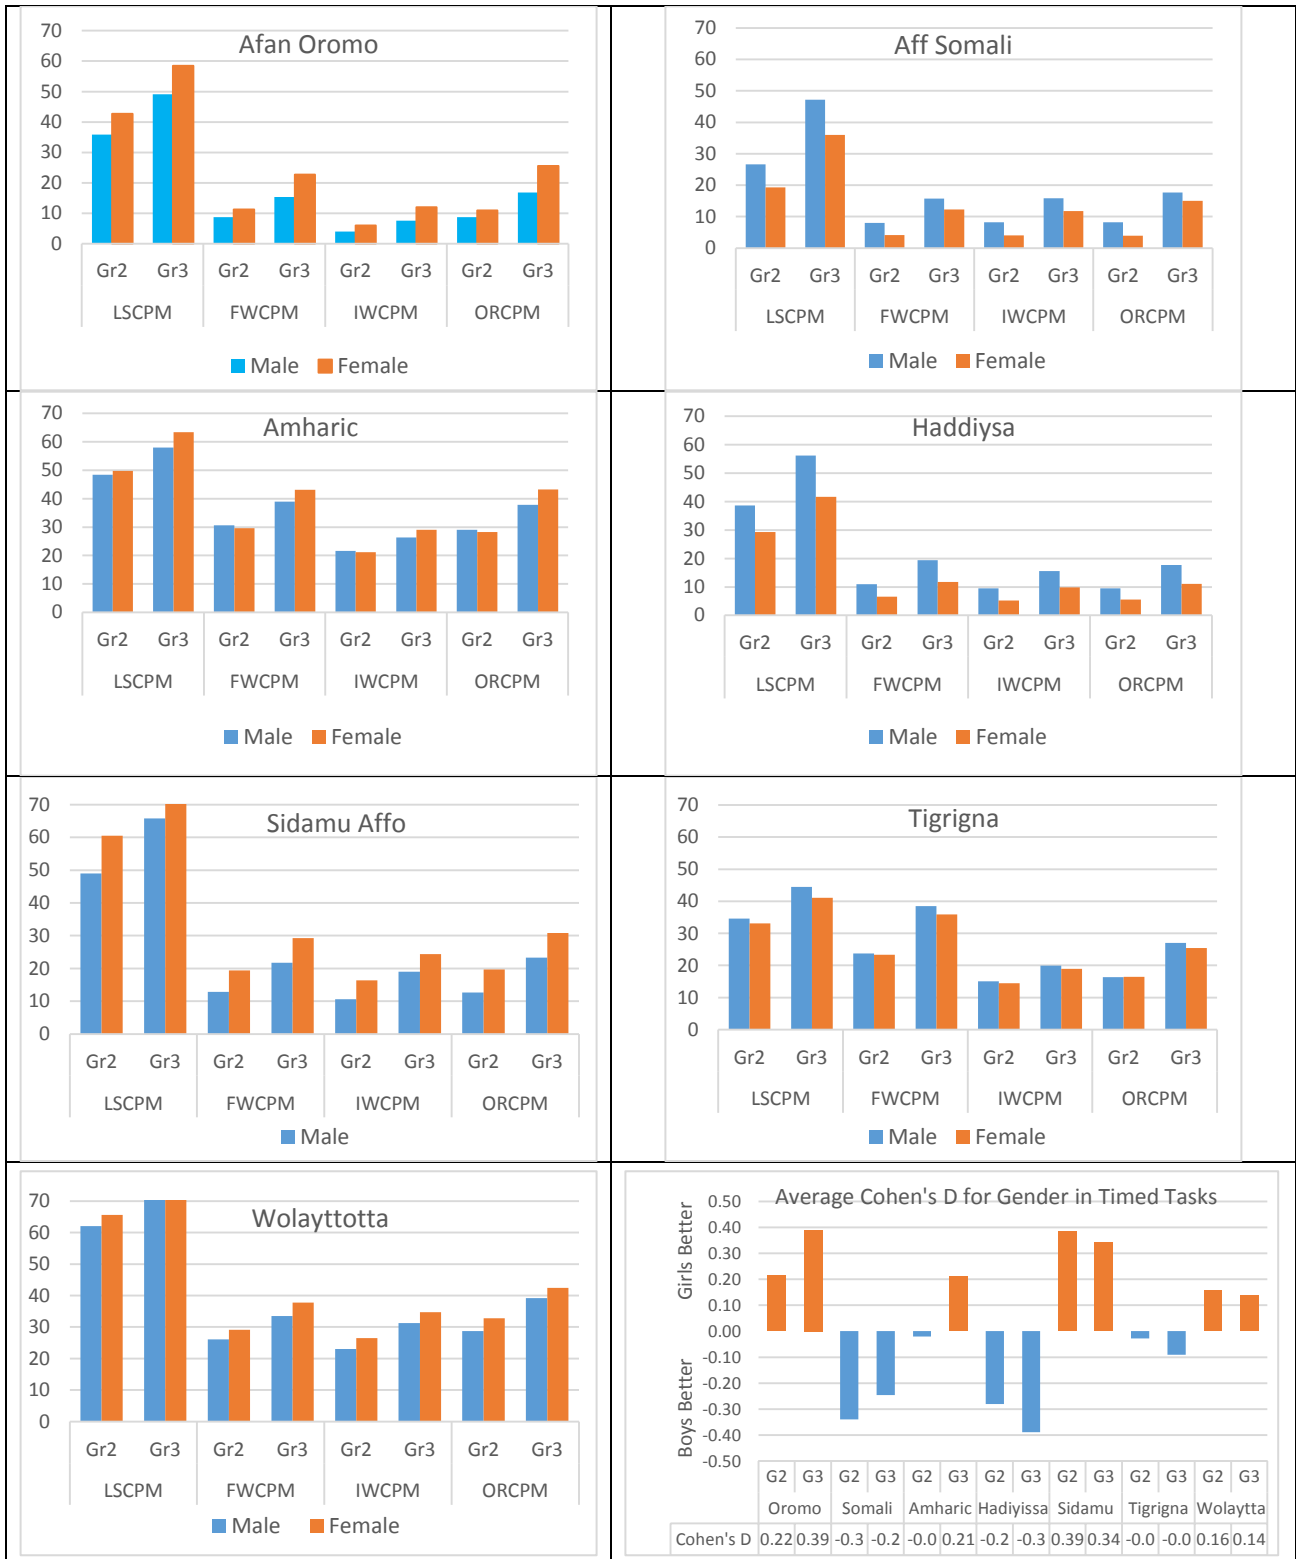 Afan Oromo
70
60
50
40
30
20
10
0
Gr2 Gr3 Gr2 Gr3 Gr2 Gr3 Gr2 Gr3
LSCPM FWCPM IWCPM ORCPM
Male Female
Aff Somali
70
60
50
40
30
20
10
0
Gr2 Gr3 Gr2 Gr3 Gr2 Gr3 Gr2 Gr3
LSCPM FWCPM IWCPM ORCPM
Male Female
Amharic
70
60
50
40
30
20
10
0
Gr2 Gr3 Gr2 Gr3 Gr2 Gr3 Gr2 Gr3
LSCPM FWCPM IWCPM ORCPM
Male Female
Haddiysa
70
60
50
40
30
20
10
0
Gr2 Gr3 Gr2 Gr3 Gr2 Gr3 Gr2 Gr3
LSCPM FWCPM IWCPM ORCPM
Male Female
Sidamu Affo
70
60
50
40
30
20
10
0
Gr2 Gr3 Gr2 Gr3 Gr2 Gr3 Gr2 Gr3
LSCPM FWCPM IWCPM ORCPM
Male
Tigrigna
70
60
50
40
30
20
10
0
Gr2 Gr3 Gr2 Gr3 Gr2 Gr3 Gr2 Gr3
LSCPM FWCPM IWCPM ORCPM
Male Female
Wolayttotta
70
60
50
40
30
20
10
0
Gr2 Gr3 Gr2 Gr3 Gr2 Gr3 Gr2 Gr3
LSCPM FWCPM IWCPM ORCPM
Male Female
Average Cohen's D for Gender in Timed Tasks
Girls Better
Boys Better
0.50
0.40
0.30
0.20
0.10
0.00
-0.10
-0.20
-0.30
-0.40
-0.50
G2 G3 G2 G3 G2 G3 G2 G3 G2 G3 G2 G3 G2 G3
Oromo Somali Amharic Hadiyissa Sidamu Tigrigna Wolaytta
Cohen's D 0.22 0.39 -0.3 -0.2 -0.0 0.21 -0.2 -0.3 0.39 0.34 -0.0 -0.0 0.16 0.14